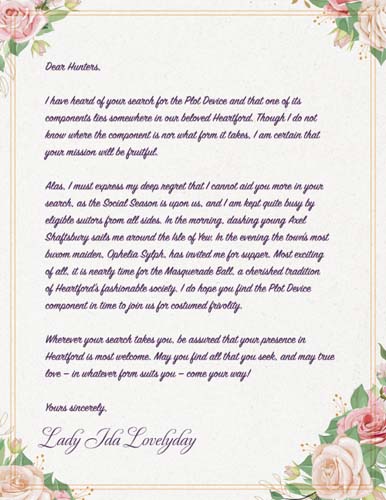 Dear Hunters,
I have heard of your search for the Plot Device and that one of its
components lies somewhere in our beloved Heartford. Though I do not
know where the component is nor what form it takes, I am certain that
your mission will be fruitful.
Alas, I must express my deep regret that I cannot aid you more in your
search, as the Social Season is upon us, and I am kept quite busy by
eligible suitors from all sides. In the morning, dashing young Axel
Shaftsbury sails me around the Isle of Yew. In the evening the town's most
buxom maiden, Ophelia Sylph, has invited me for supper. Most exciting
of all, it is nearly time for the Masquerade Ball, a cherished tradition
of Heartford's fashionable society. I do hope you find the Plot Device
component in time to join us for costumed frivolity.
Wherever your search takes you, be assured that your presence in
Heartford is most welcome. May you find all that you seek, and may true
love – in whatever form suits you – come your way!
Yours sincerely,
Lady Ida Lovelyday